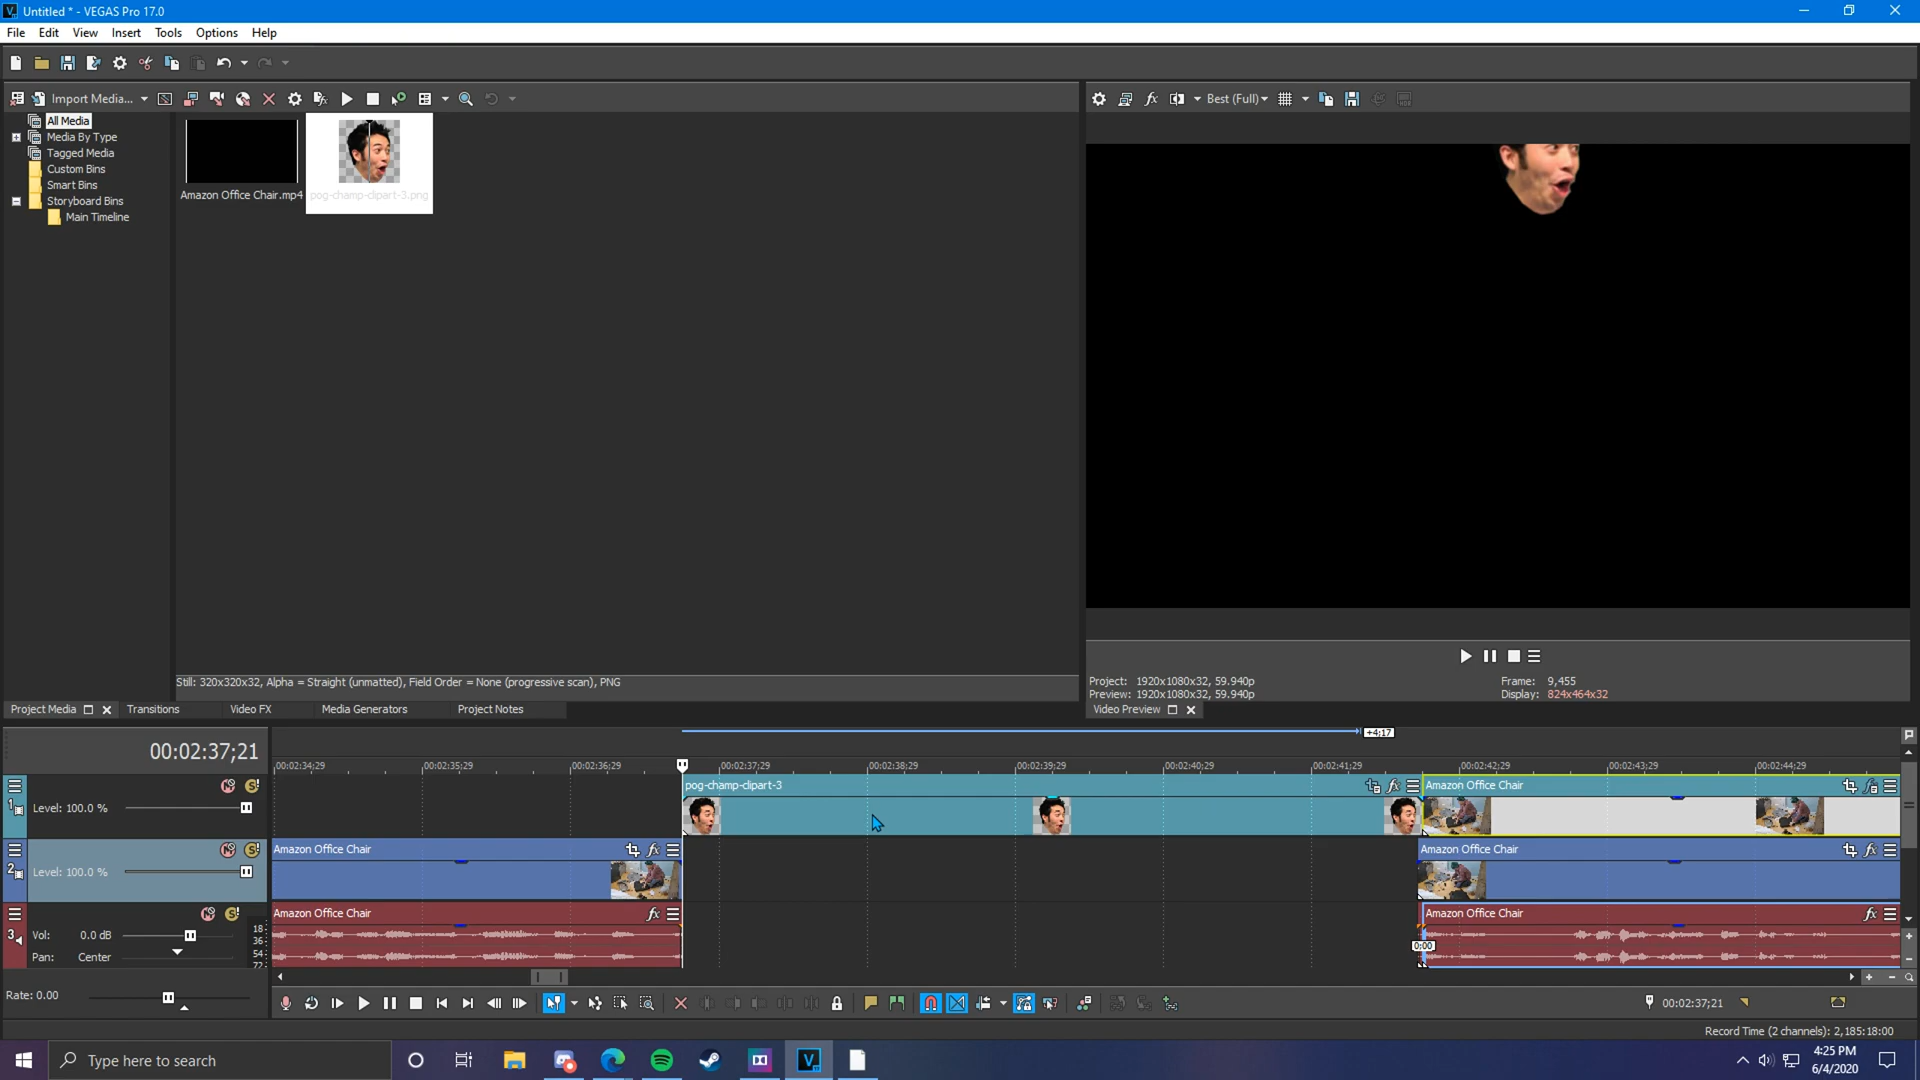 Untitled * - VEGAS Pro 17.0
File Edit View Insert Tools Options Help
Import Media...
Best (Full)
All Media
Media By Type
Tagged Media
Custom Bins
Smart Bins
Storyboard Bins
Main Timeline
Amazon Office Chair.mp4
pog-champ-clipart-3.png
Still: 320x320x32, Alpha = Straight (unmatted), Field Order = None (progressive scan), PNG
Project: 1920x1080x32, 59.940p
Preview: 1920x1080x32, 59.940p
Frame: 9,455
Display: 824x464x32
Project Media
Transitions
Video FX
Media Generators
Project Notes
Video Preview
00:02:37;21
+4;17
00:02:34;29 00:02:35;29 00:02:36;29 00:02:37;29 00:02:38;29 00:02:39;29 00:02:40;29 00:02:41;29 00:02:42;29 00:02:43;29 00:02:44;29
1
Level: 100.0 %
pog-champ-clipart-3
Amazon Office Chair
2
Level: 100.0 %
Amazon Office Chair
Amazon Office Chair
3
Vol: 0.0 dB
Pan: Center
18-
36-
54-
72-
Amazon Office Chair
Amazon Office Chair
0;00
Rate: 0.00
00:02:37;21
Record Time (2 channels): 2,185:18:00
Type here to search
4:25 PM
6/4/2020